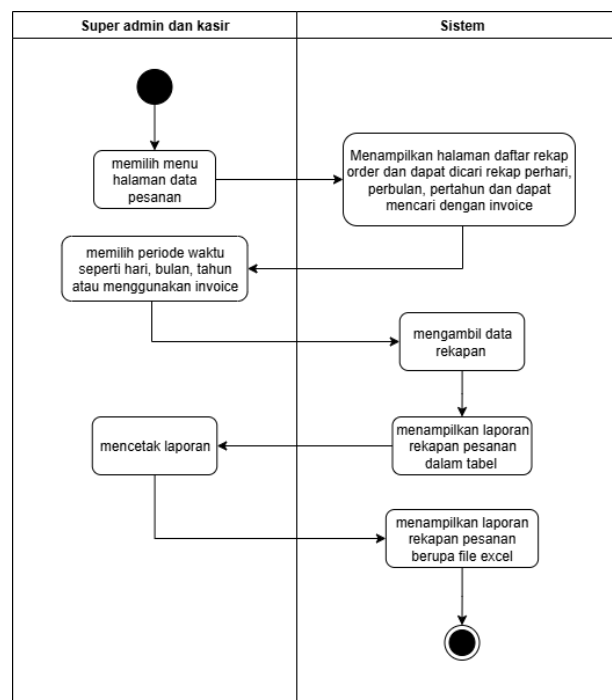 Super admin dan kasir
Sistem
memilih menu
halaman data
pesanan
Menampilkan halaman daftar rekap
order dan dapat dicari rekap perhari,
perbulan, pertahun dan dapat
mencari dengan invoice
memilih periode waktu
seperti hari, bulan, tahun
atau menggunakan invoice
mengambil data
rekapan
menampilkan laporan
rekapan pesanan
dalam tabel
mencetak laporan
menampilkan laporan
rekapan pesanan
berupa file excel